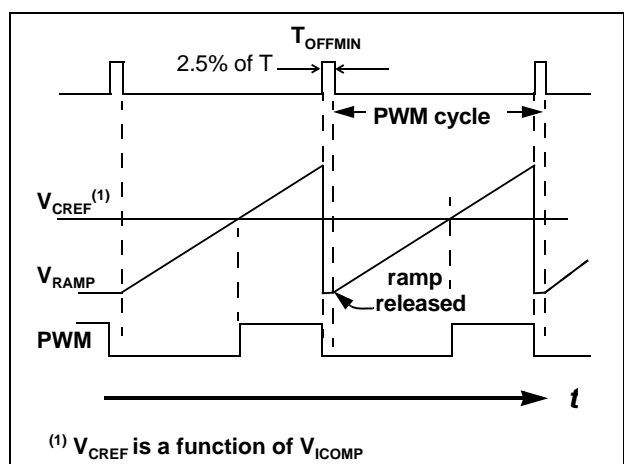 TOFFMIN
2.5% of T
PWM cycle
VCREF(1)
VRAMP
ramp
released
PWM
t
(1) VCREF is a function of VICOMP